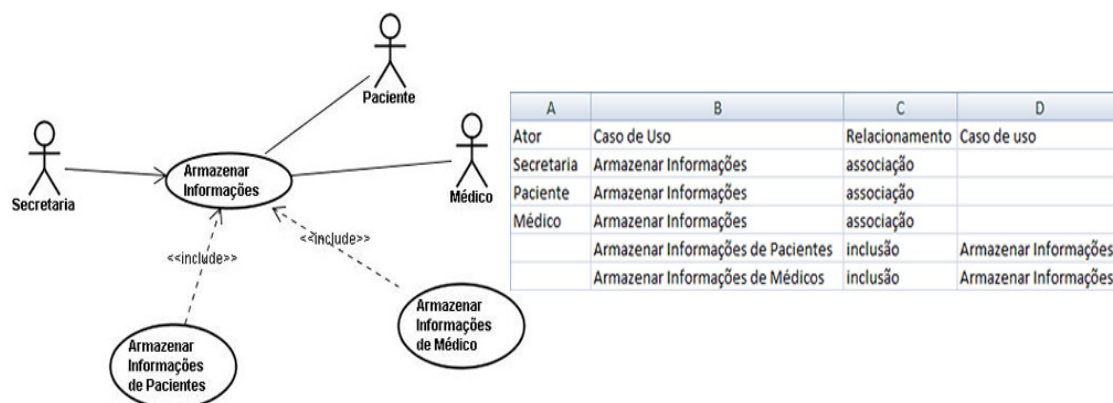 Paciente
Secretaria
Médico
Armazenar
Informações
<<include>>
<<include>>
Armazenar
Informações
de Pacientes
Armazenar
Informações
de Médico
A B C D
Ator Caso de Uso Relacionamento Caso de uso
Secretaria Armazenar Informações associação
Paciente Armazenar Informações associação
Médico Armazenar Informações associação
Armazenar Informações de Pacientes inclusão Armazenar Informações
Armazenar Informações de Médicos inclusão Armazenar Informações